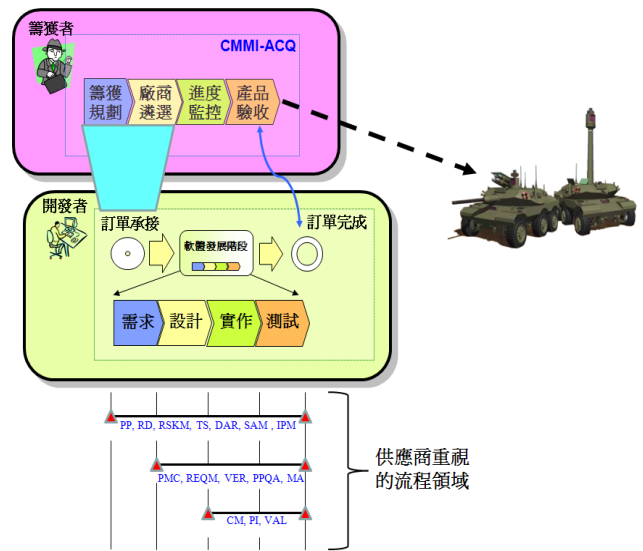 籌獲者
CMMI-ACQ
籌獲
規劃
廠商
遴選
進度
監控
產品
驗收
開發者
訂單承接
訂單完成
軟體發展階段
需求
設計
實作
測試
PP, RD, RSKM, TS, DAR, SAM , IPM
PMC, REQM, VER, PPQA, MA
CM, PI, VAL
供應商重視
的流程領域